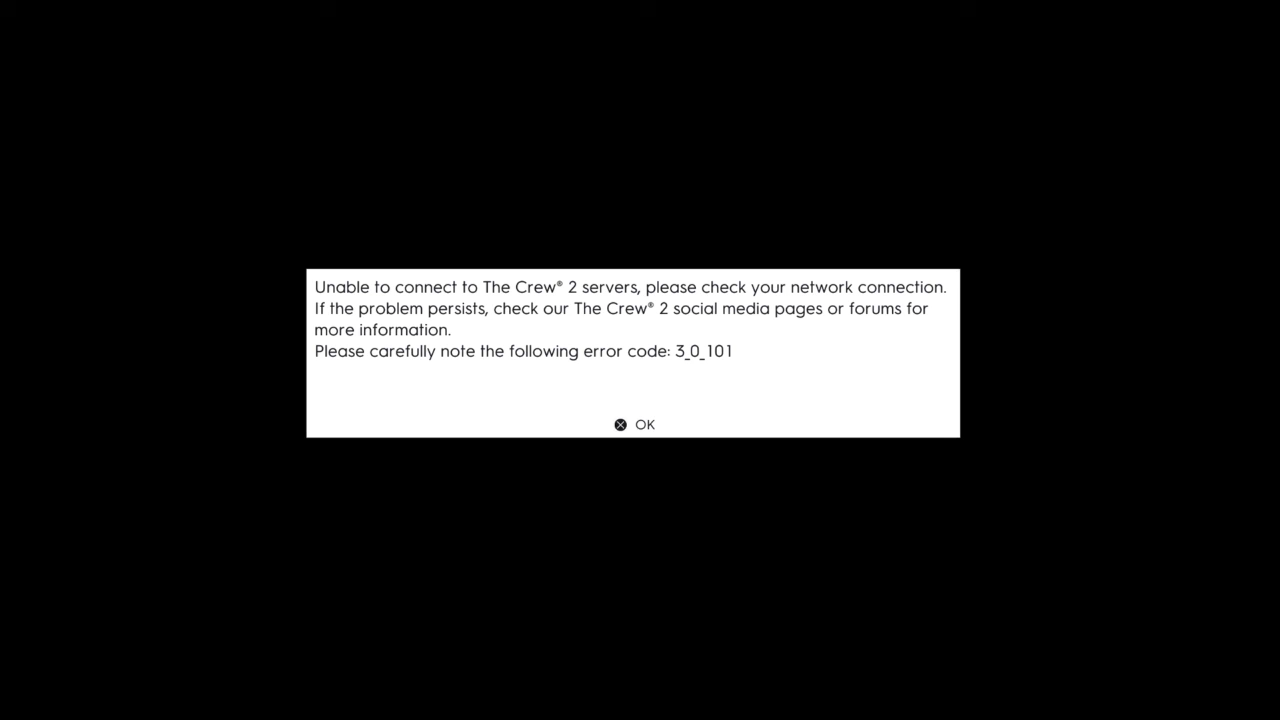 Unable to connect to The Crew® 2 servers, please check your network connection.
If the problem persists, check our The Crew® 2 social media pages or forums for
more information.
Please carefully note the following error code: 3_0_101
OK